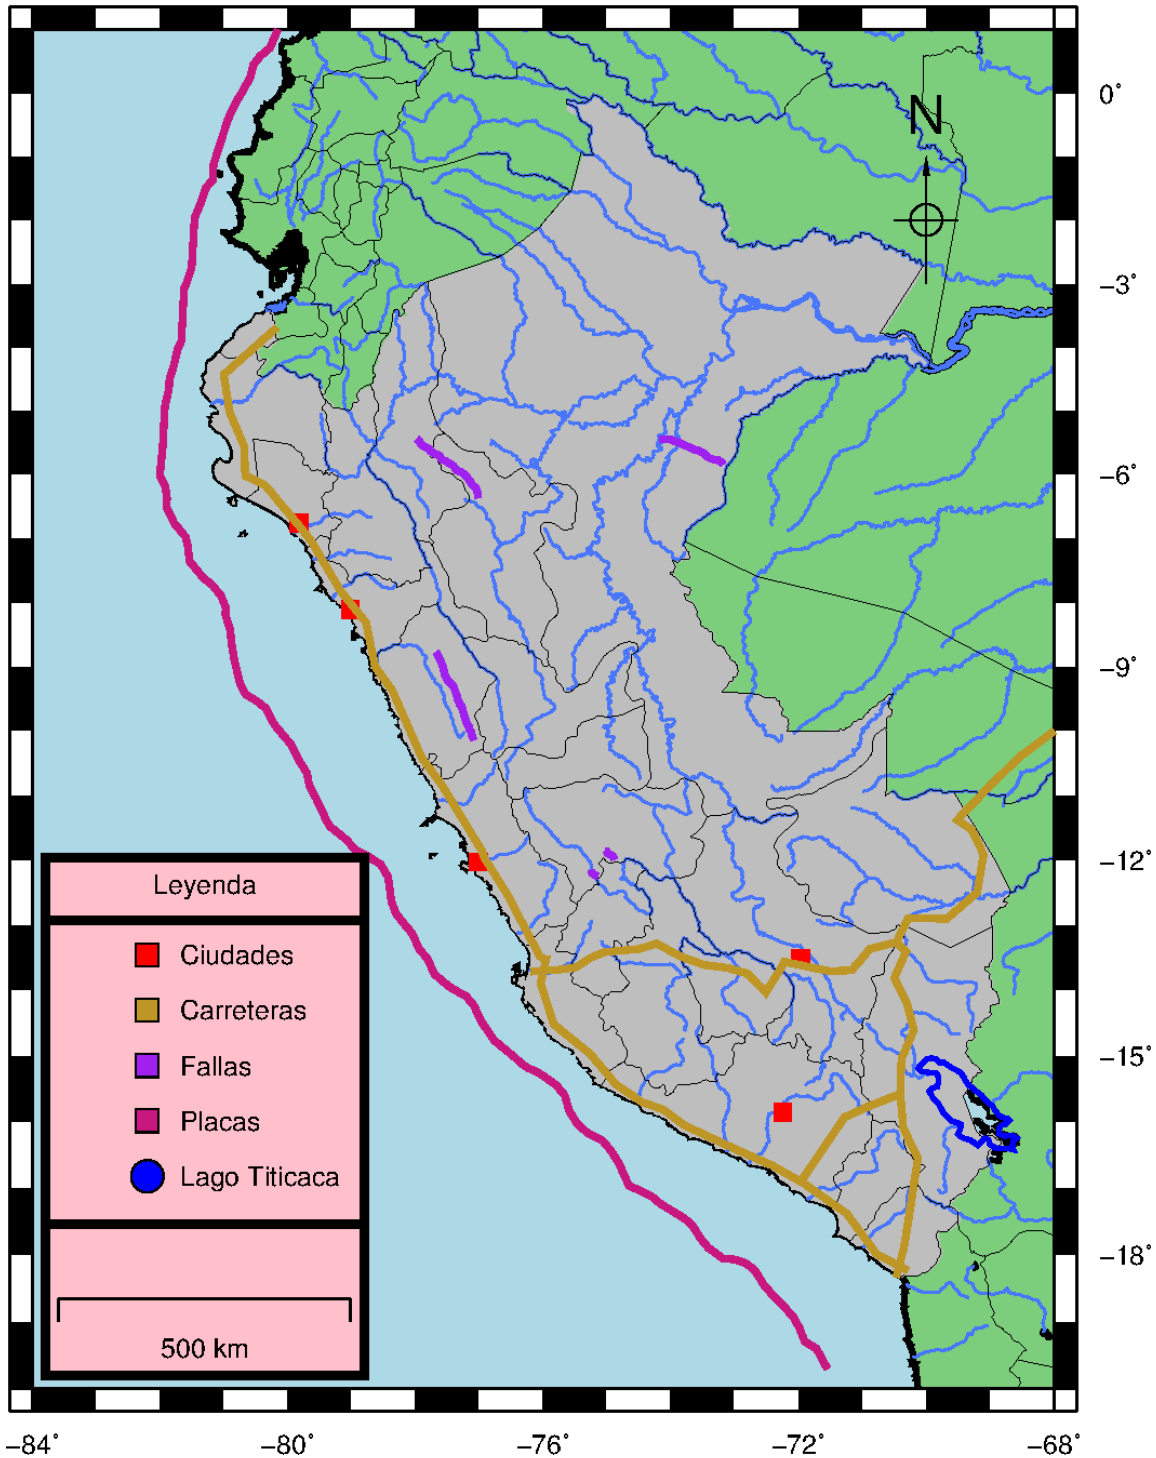 N
0°
−3°
−6°
−9°
−12°
−15°
−18°
Leyenda
Ciudades
Carreteras
Fallas
Placas
Lago Titicaca
500 km
−84°
−80°
−76°
−72°
−68°